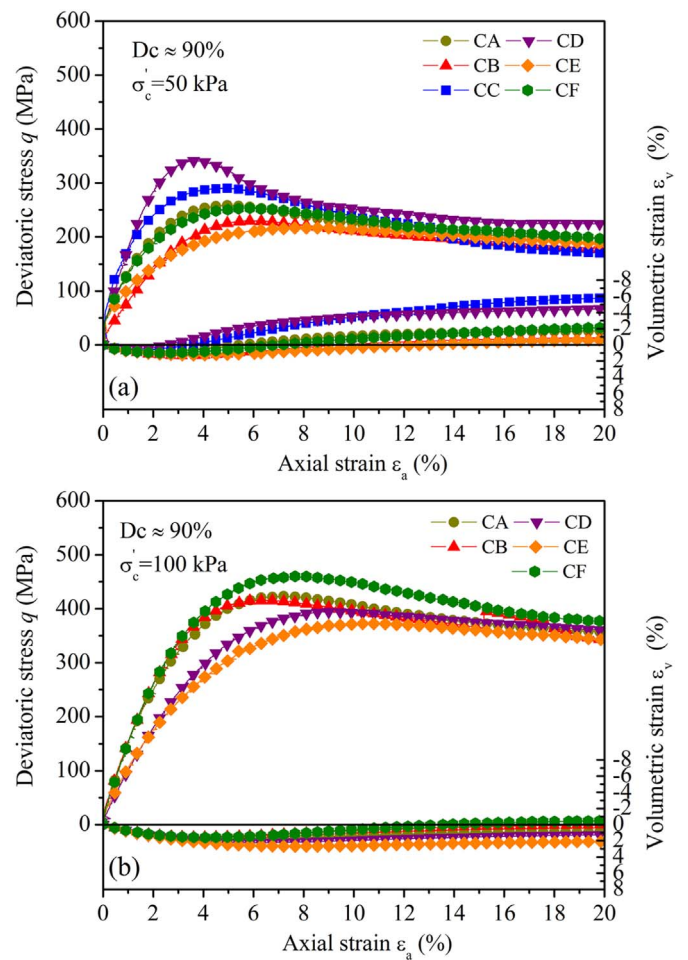 600
500
400
300
200
100
0
Deviatoric stress q (MPa)
Dc ≈ 90%
σ'c=50 kPa
CA CD
CB CE
CC CF
-8
-6
-4
-2
0
2
4
6
8
Volumetric strain εv (%)
(a)
0 2 4 6 8 10 12 14 16 18 20
Axial strain εa (%)
600
500
400
300
200
100
0
Deviatoric stress q (MPa)
Dc ≈ 90%
σ'c=100 kPa
CA CD
CB CE
CF
-8
-6
-4
-2
0
2
4
6
8
Volumetric strain εv (%)
(b)
0 2 4 6 8 10 12 14 16 18 20
Axial strain εa (%)